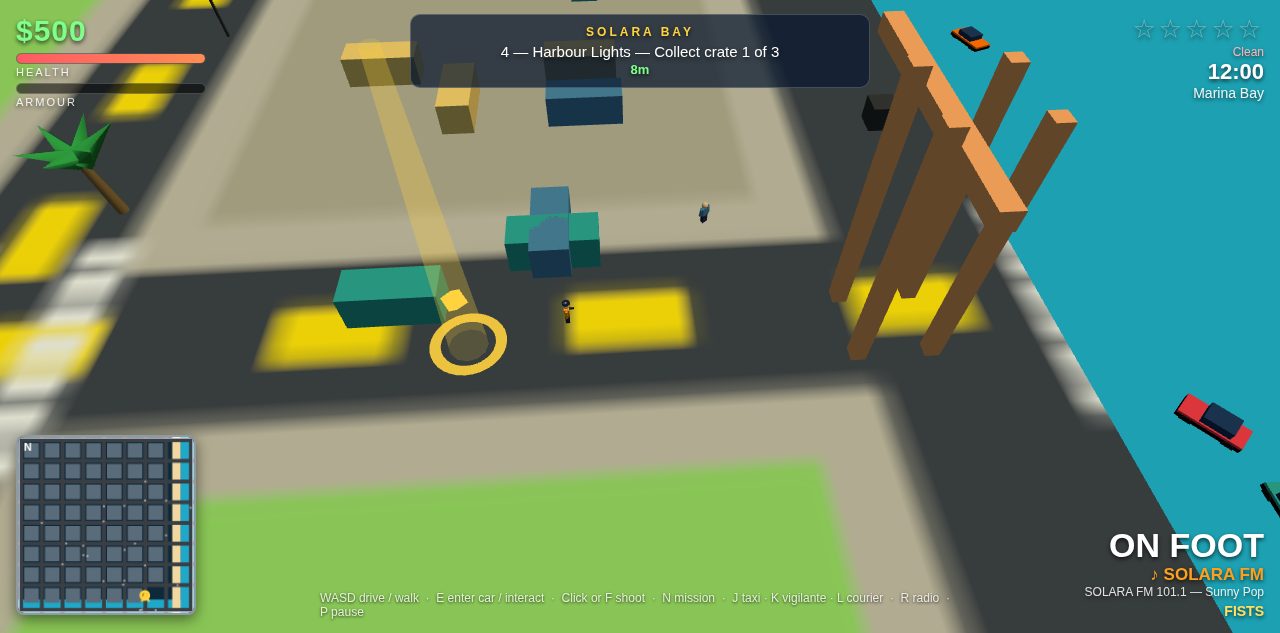 $500
HEALTH
ARMOUR
SOLARA BAY
4 — Harbour Lights — Collect crate 1 of 3
8m
☆☆☆☆☆
Clean
12:00
Marina Bay
N
WASD drive / walk · E enter car / interact · Click or F shoot · N mission · J taxi · K vigilante · L courier · R radio ·
P pause
ON FOOT
♪ SOLARA FM
SOLARA FM 101.1 — Sunny Pop
FISTS